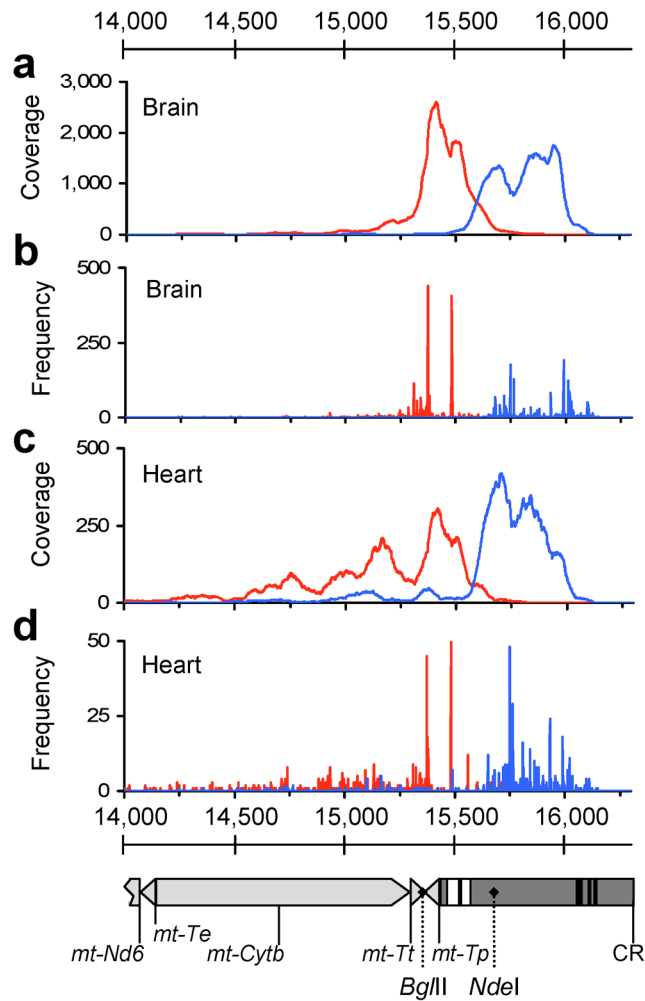 14,000 14,500 15,000 15,500 16,000
a
3,000
Brain
2,000
Coverage
1,000
0
b
500
Brain
Frequency
250
0
c
500
Heart
Coverage
250
0
d
50
Heart
Frequency
25
0
14,000 14,500 15,000 15,500 16,000
mt-Te
mt-Nd6 mt-Cytb mt-Tt mt-Tp CR
BglII NdeI